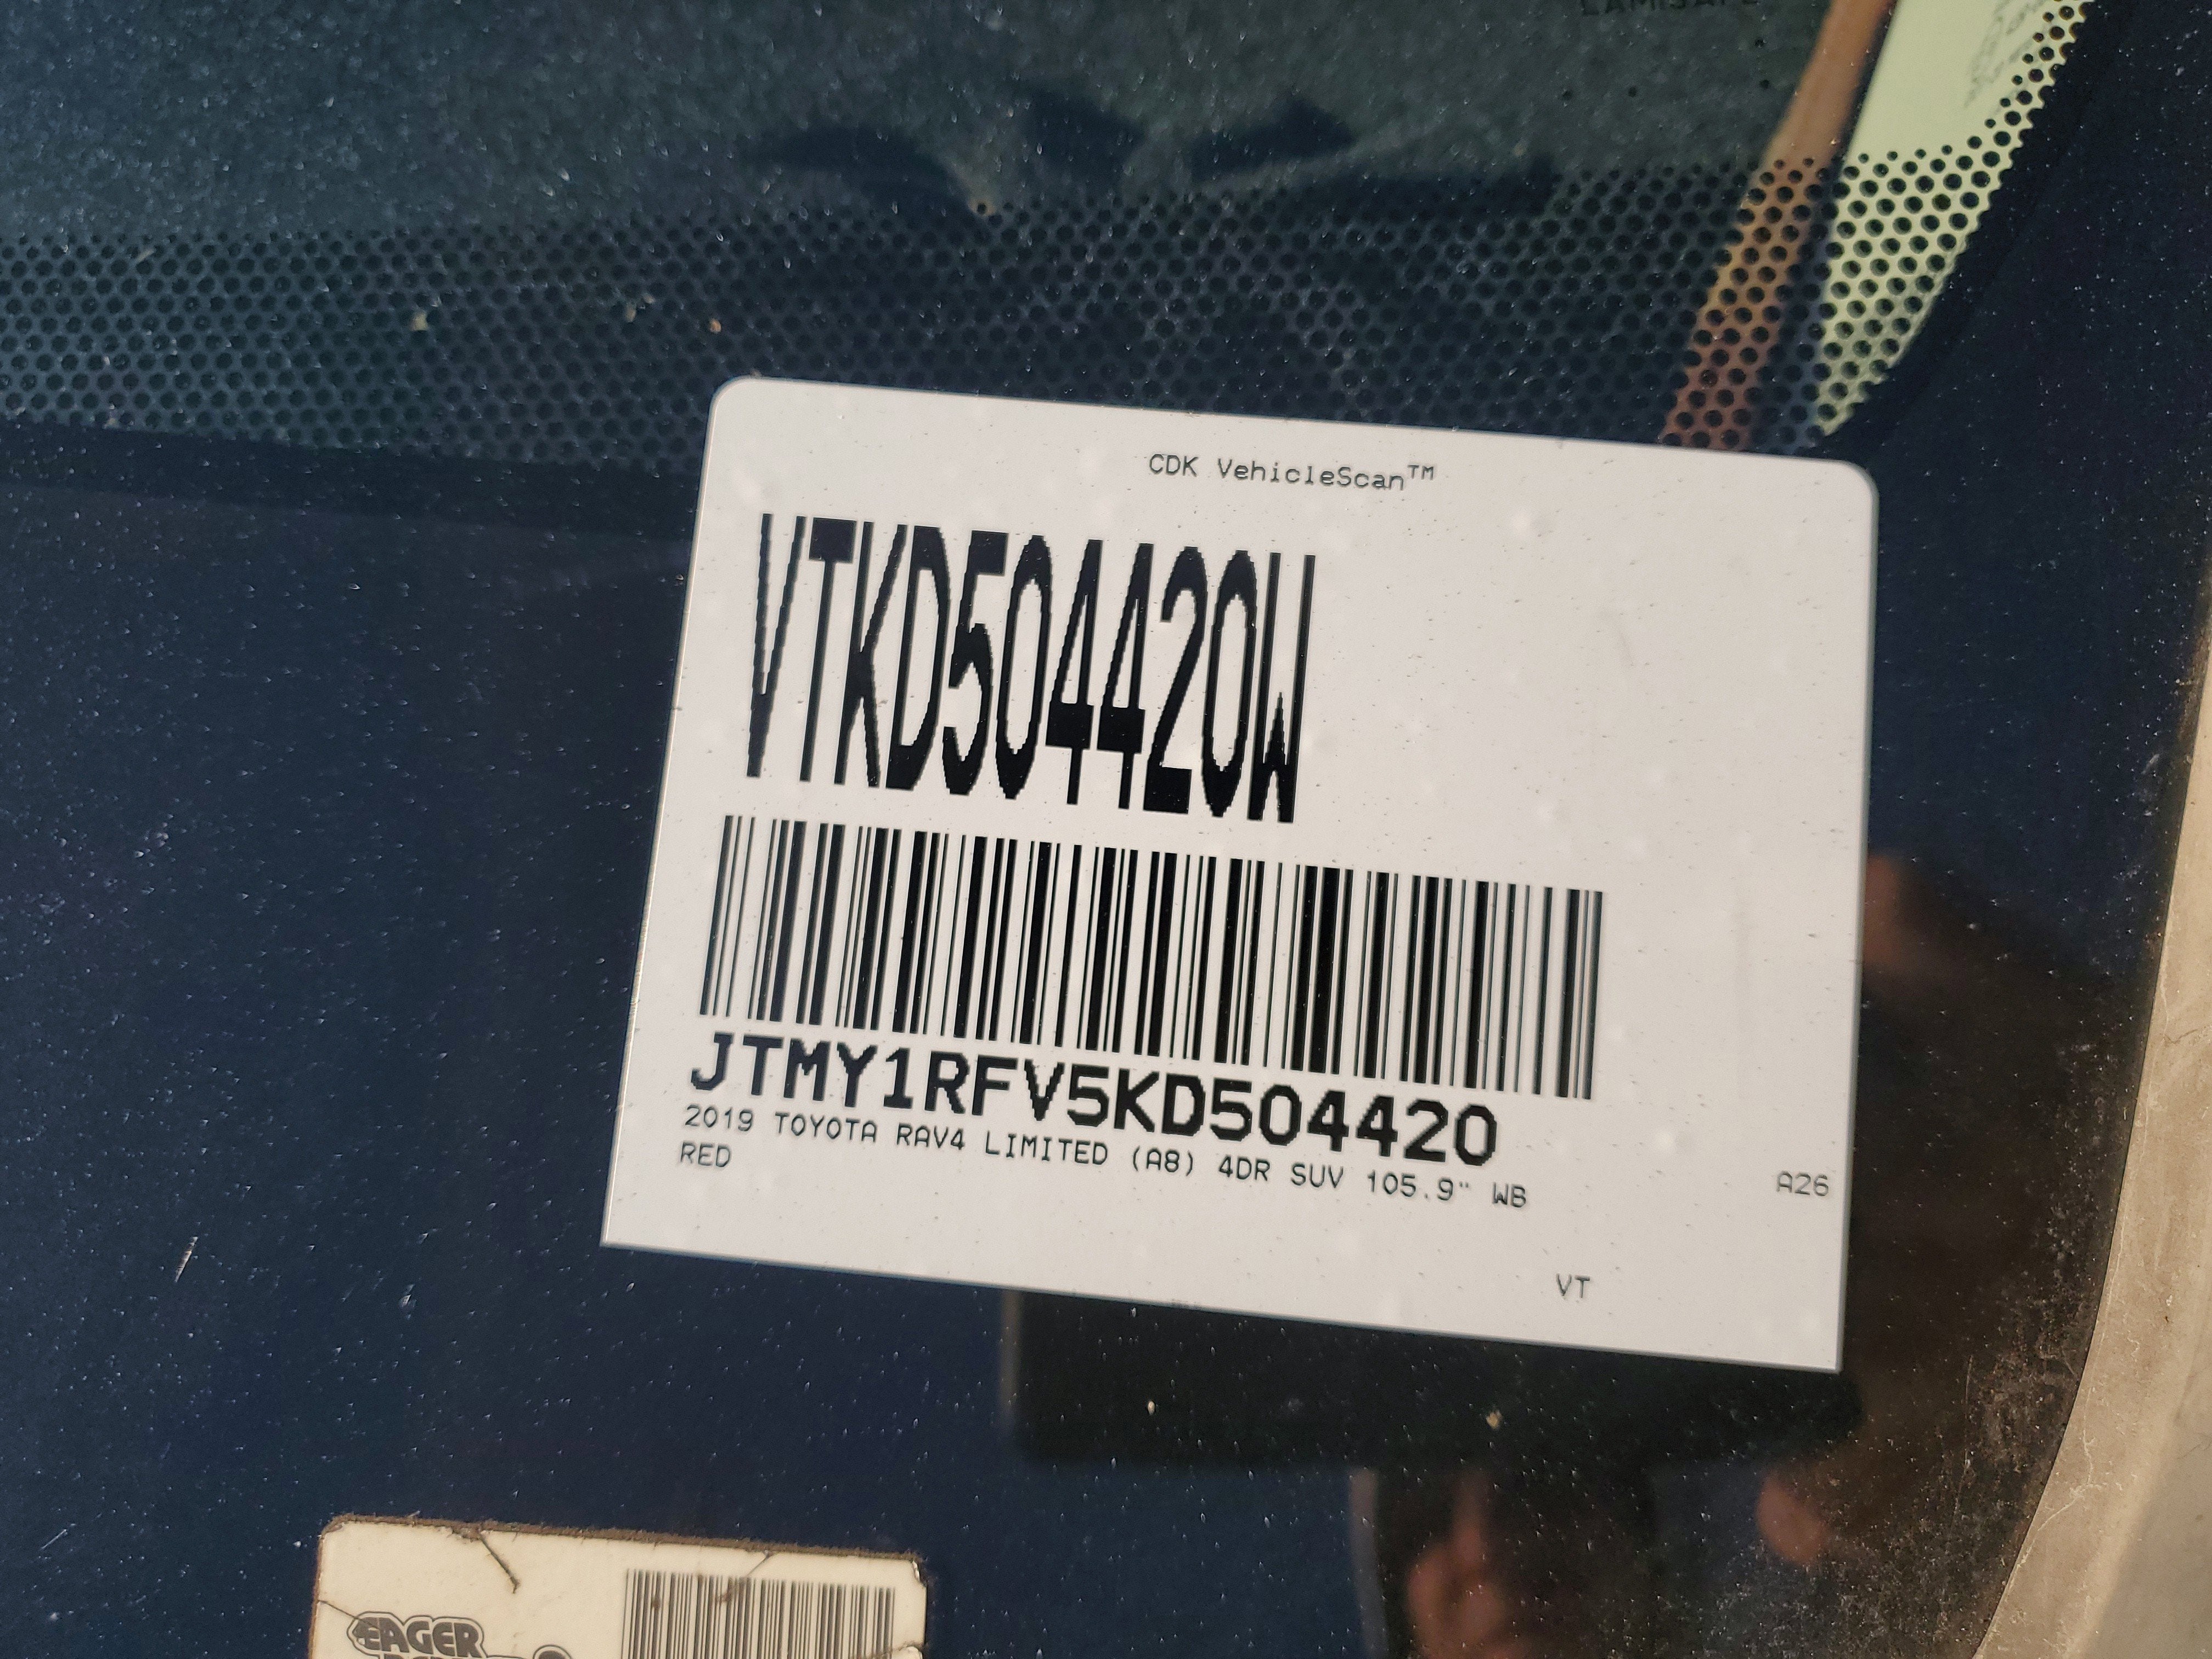 CDK VehicleScan™
VTKD504420W
JTMY1RFV5KD504420
2019 TOYOTA RAV4 LIMITED (A8) 4DR SUV 105.9" WB
RED
A26
VT
EAGER